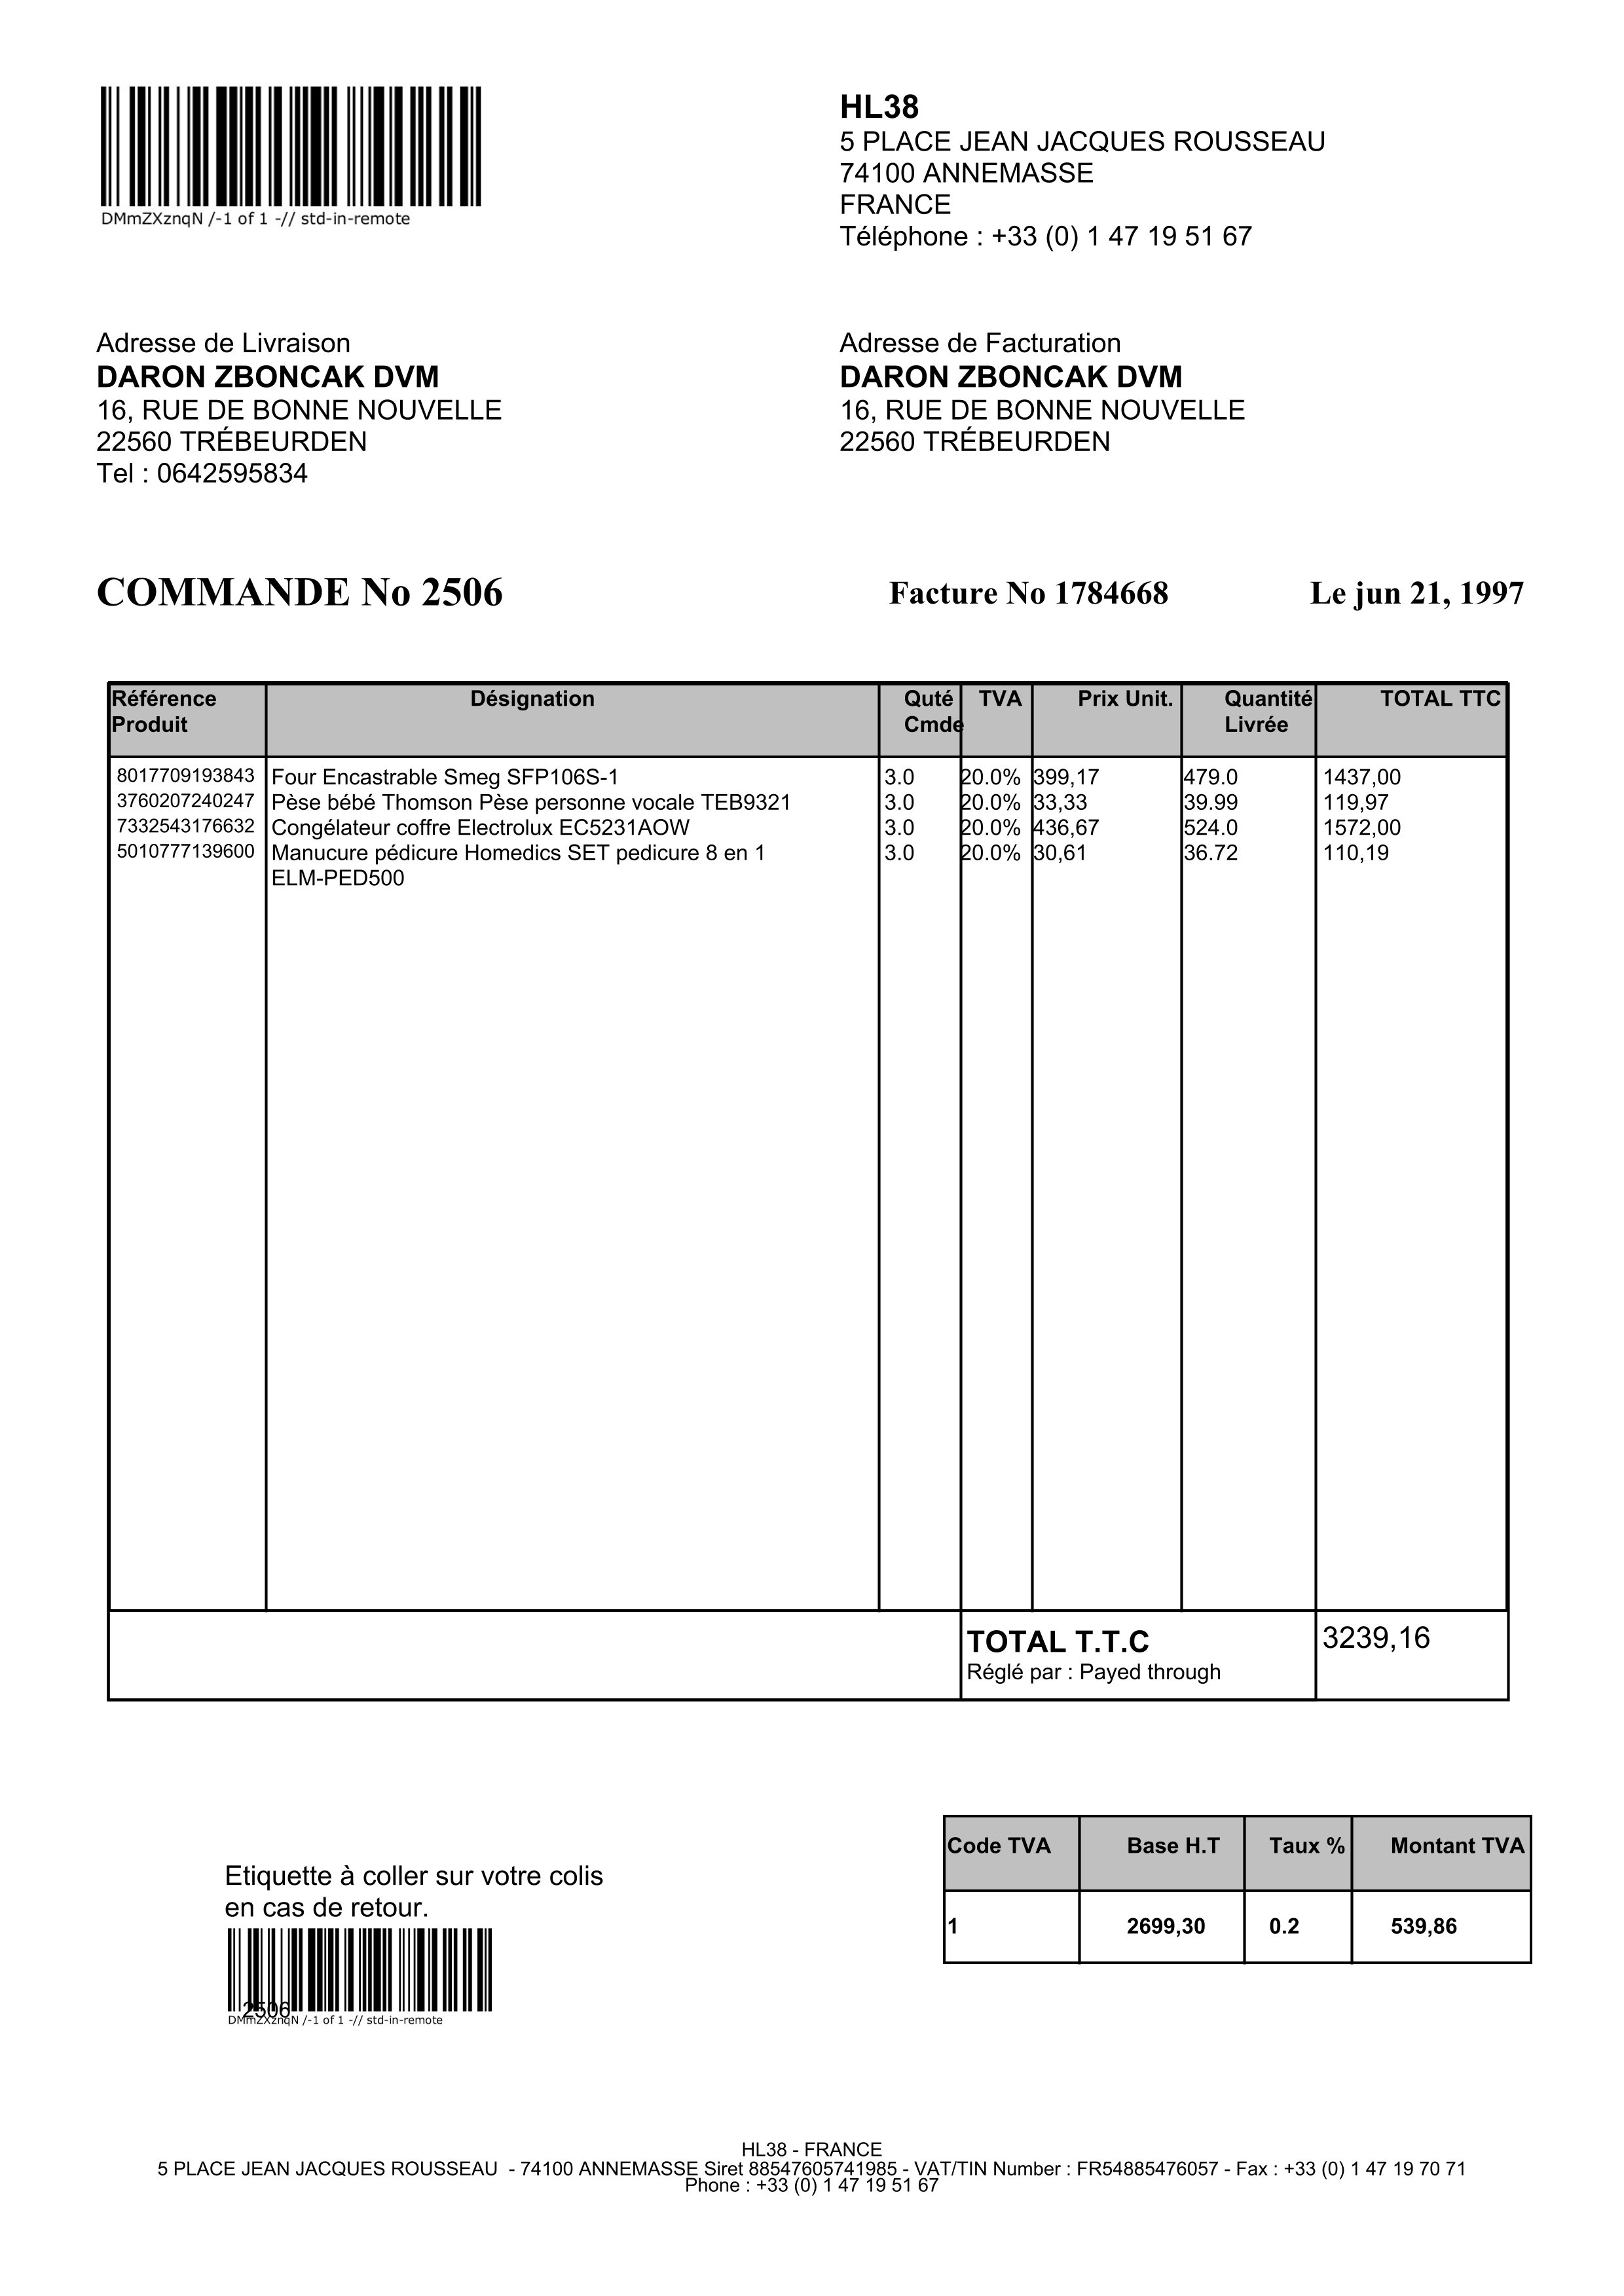 DMmZXznqN /-1 of 1 -// std-in-remote
HL38
5 PLACE JEAN JACQUES ROUSSEAU
74100 ANNEMASSE
FRANCE
Téléphone : +33 (0) 1 47 19 51 67
Adresse de Livraison
DARON ZBONCAK DVM
16, RUE DE BONNE NOUVELLE
22560 TRÉBEURDEN
Tel : 0642595834
Adresse de Facturation
DARON ZBONCAK DVM
16, RUE DE BONNE NOUVELLE
22560 TRÉBEURDEN
COMMANDE No 2506 Facture No 1784668 Le jun 21, 1997
Référence Produit Désignation Quté Cmde TVA Prix Unit. Quantité Livrée TOTAL TTC
8017709193843 Four Encastrable Smeg SFP106S-1 3.0 20.0% 399,17 479.0 1437,00
3760207240247 Pèse bébé Thomson Pèse personne vocale TEB9321 3.0 20.0% 33,33 39.99 119,97
7332543176632 Congélateur coffre Electrolux EC5231AOW 3.0 20.0% 436,67 524.0 1572,00
5010777139600 Manucure pédicure Homedics SET pedicure 8 en 1 3.0 20.0% 30,61 36.72 110,19
ELM-PED500
TOTAL T.T.C 3239,16
Réglé par : Payed through
Code TVA Base H.T Taux % Montant TVA
1 2699,30 0.2 539,86
Etiquette à coller sur votre colis
en cas de retour.
2506
DMmZXznqN /-1 of 1 -// std-in-remote
HL38 - FRANCE
5 PLACE JEAN JACQUES ROUSSEAU - 74100 ANNEMASSE Siret 88547605741985 - VAT/TIN Number : FR54885476057 - Fax : +33 (0) 1 47 19 70 71
Phone : +33 (0) 1 47 19 51 67